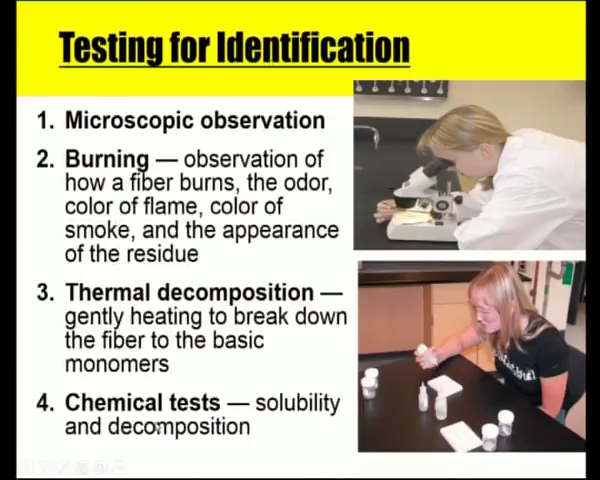 Testing for Identification
1. Microscopic observation
2. Burning — observation of
how a fiber burns, the odor,
color of flame, color of
smoke, and the appearance
of the residue
3. Thermal decomposition —
gently heating to break down
the fiber to the basic
monomers
4. Chemical tests — solubility
and decomposition